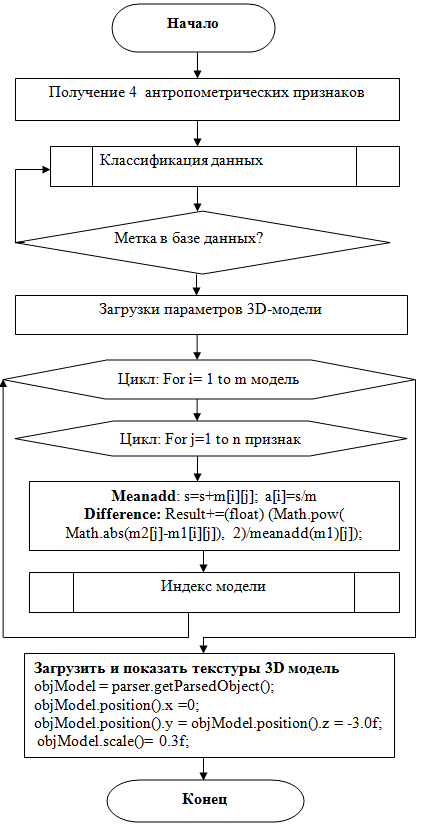 Начало
Получение 4 антропометрических признаков
Классификация данных
Метка в базе данных?
Загрузки параметров 3D-модели
Цикл: For i= 1 to m модель
Цикл: For j=1 to n признак
Meanadd: s=s+m[i][j]; a[i]=s/m
Difference: Result+=(float) (Math.pow(
Math.abs(m2[j]-m1[i][j]), 2)/meanadd(m1)[j]);
Индекс модели
Загрузить и показать текстуры 3D модель
objModel = parser.getParsedObject();
objModel.position().x =0;
objModel.position().y = objModel.position().z = -3.0f;
objModel.scale()= 0.3f;
Конец